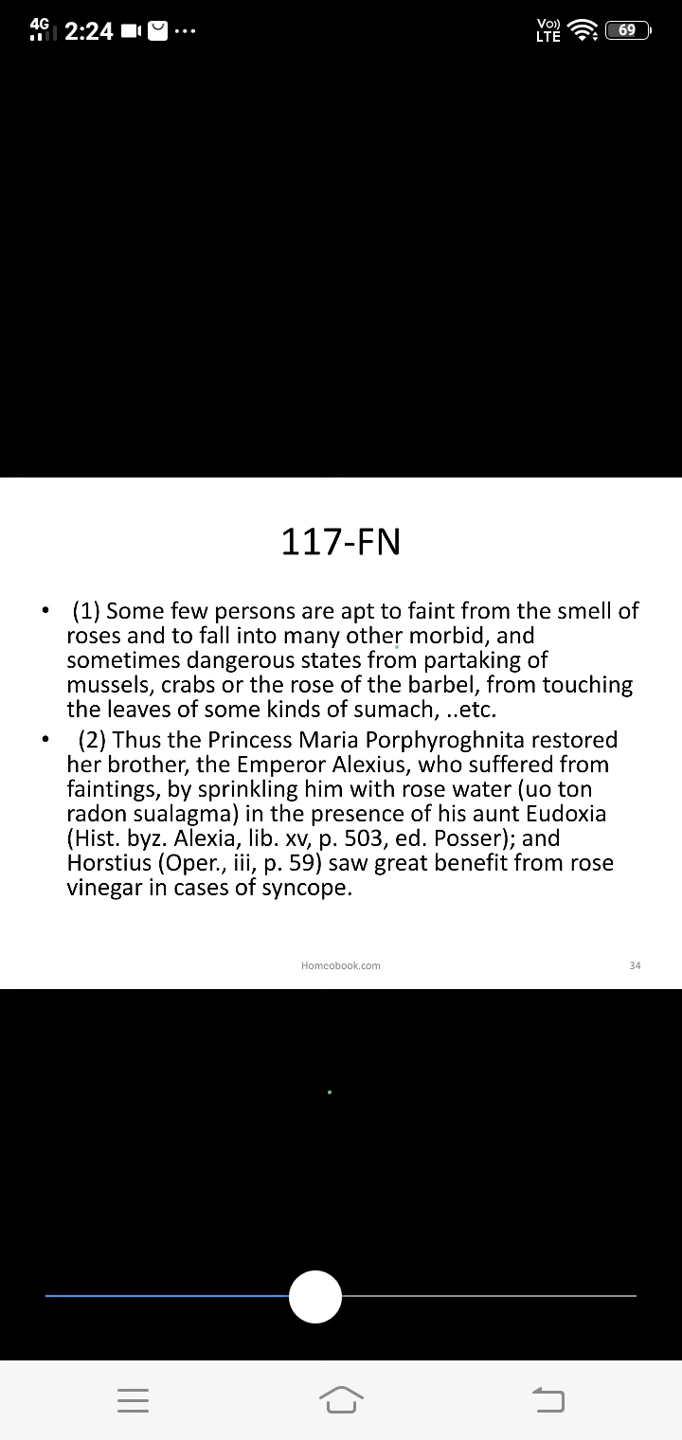 4G 2:24 ... Vo)) LTE 69
117-FN
• (1) Some few persons are apt to faint from the smell of
roses and to fall into many other morbid, and
sometimes dangerous states from partaking of
mussels, crabs or the rose of the barbel, from touching
the leaves of some kinds of sumach, ..etc.
• (2) Thus the Princess Maria Porphyroghnita restored
her brother, the Emperor Alexius, who suffered from
faintings, by sprinkling him with rose water (uo ton
radon sualagma) in the presence of his aunt Eudoxia
(Hist. byz. Alexia, lib. xv, p. 503, ed. Posser); and
Horstius (Oper., iii, p. 59) saw great benefit from rose
vinegar in cases of syncope.
Homeobook.com 34